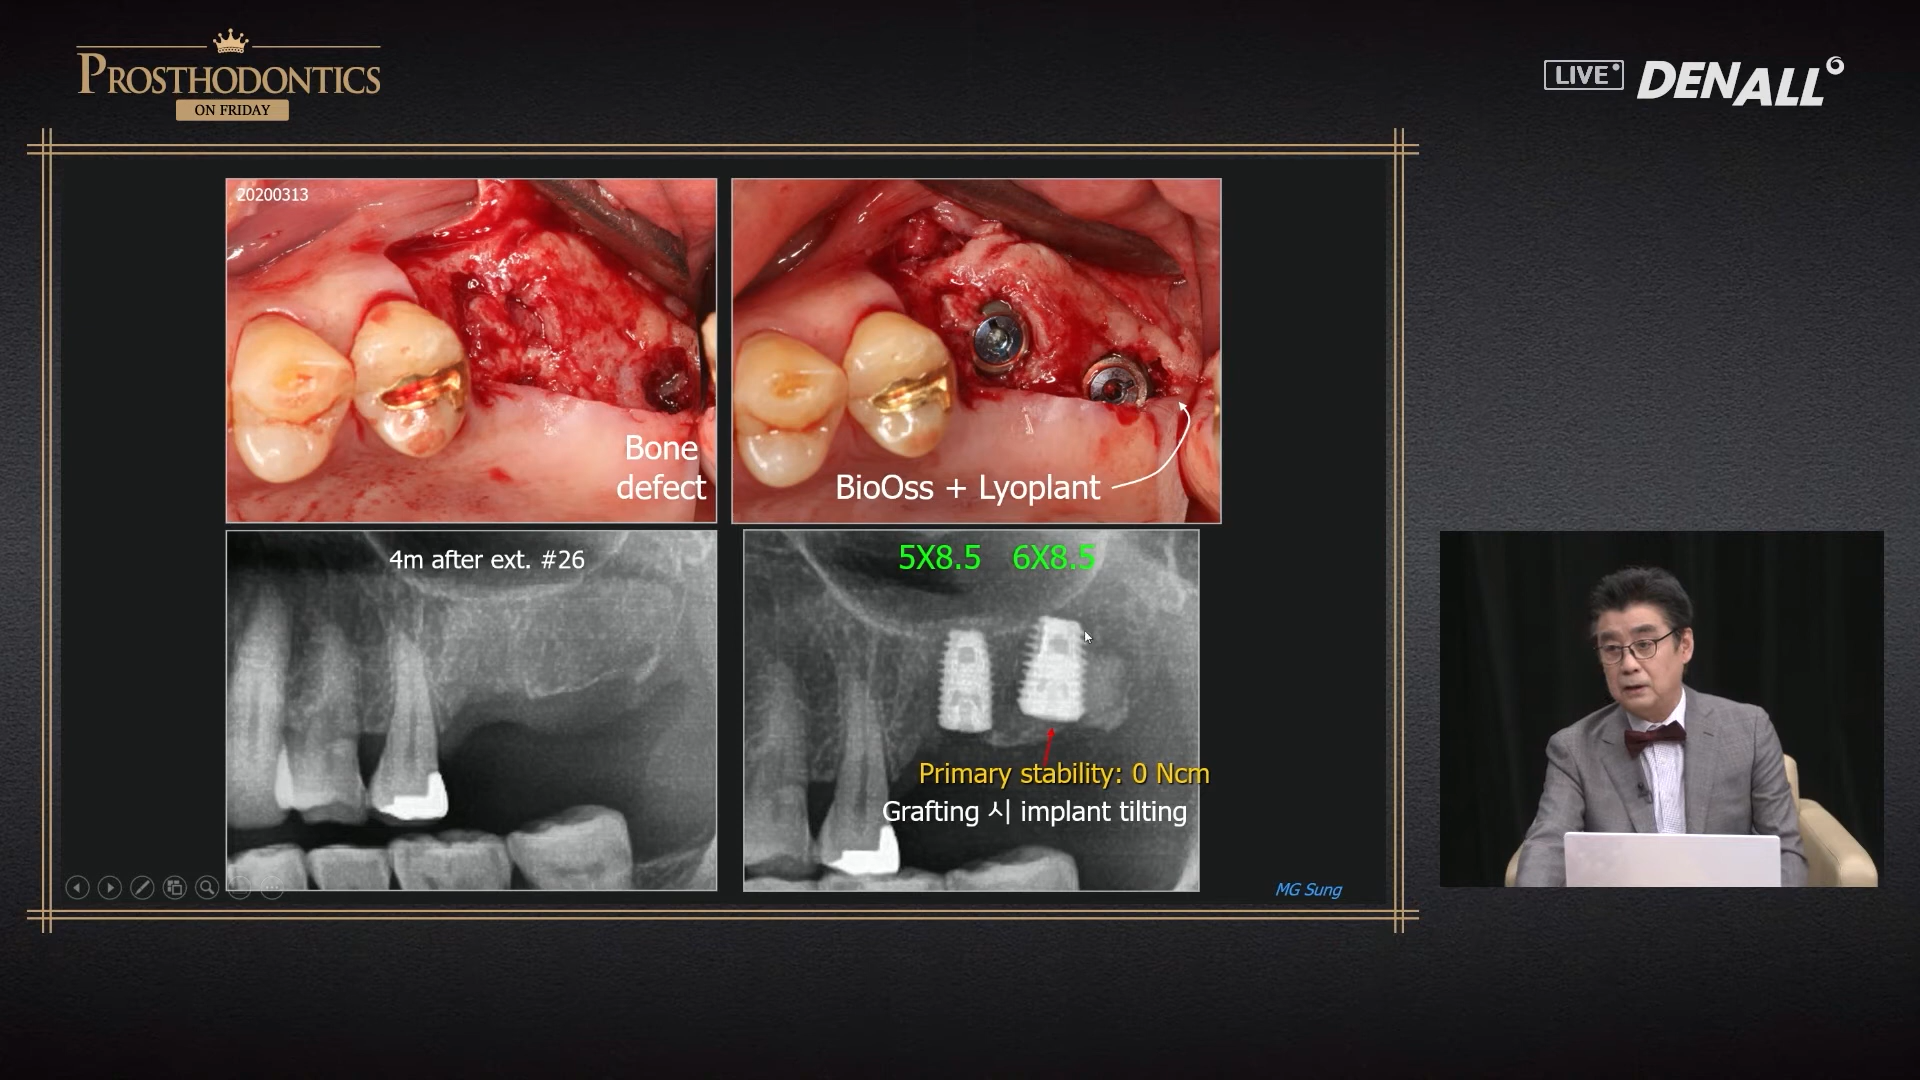 PROSTHODONTICS
ON FRIDAY
LIVE
DENALL
20200313
Bone
defect
BioOss + Lyoplant
4m after ext. #26
5X8.5 6X8.5
Primary stability: 0 Ncm
Grafting 시 implant tilting
MG Sung